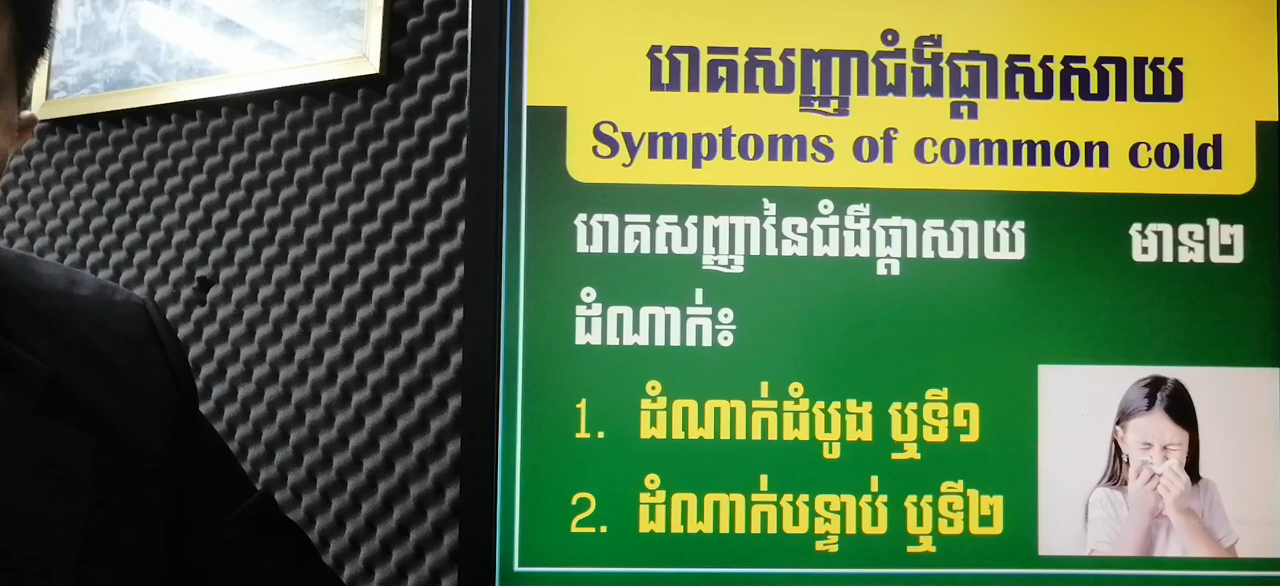 រោគសញ្ញាជំងឺផ្តាសសាយ
Symptoms of common cold
រោគសញ្ញានៃជំងឺផ្តាសាយ មាន២
ដំណាក់៖
1. ដំណាក់ដំបូង ឬទី១
2. ដំណាក់បន្ទាប់ ឬទី២